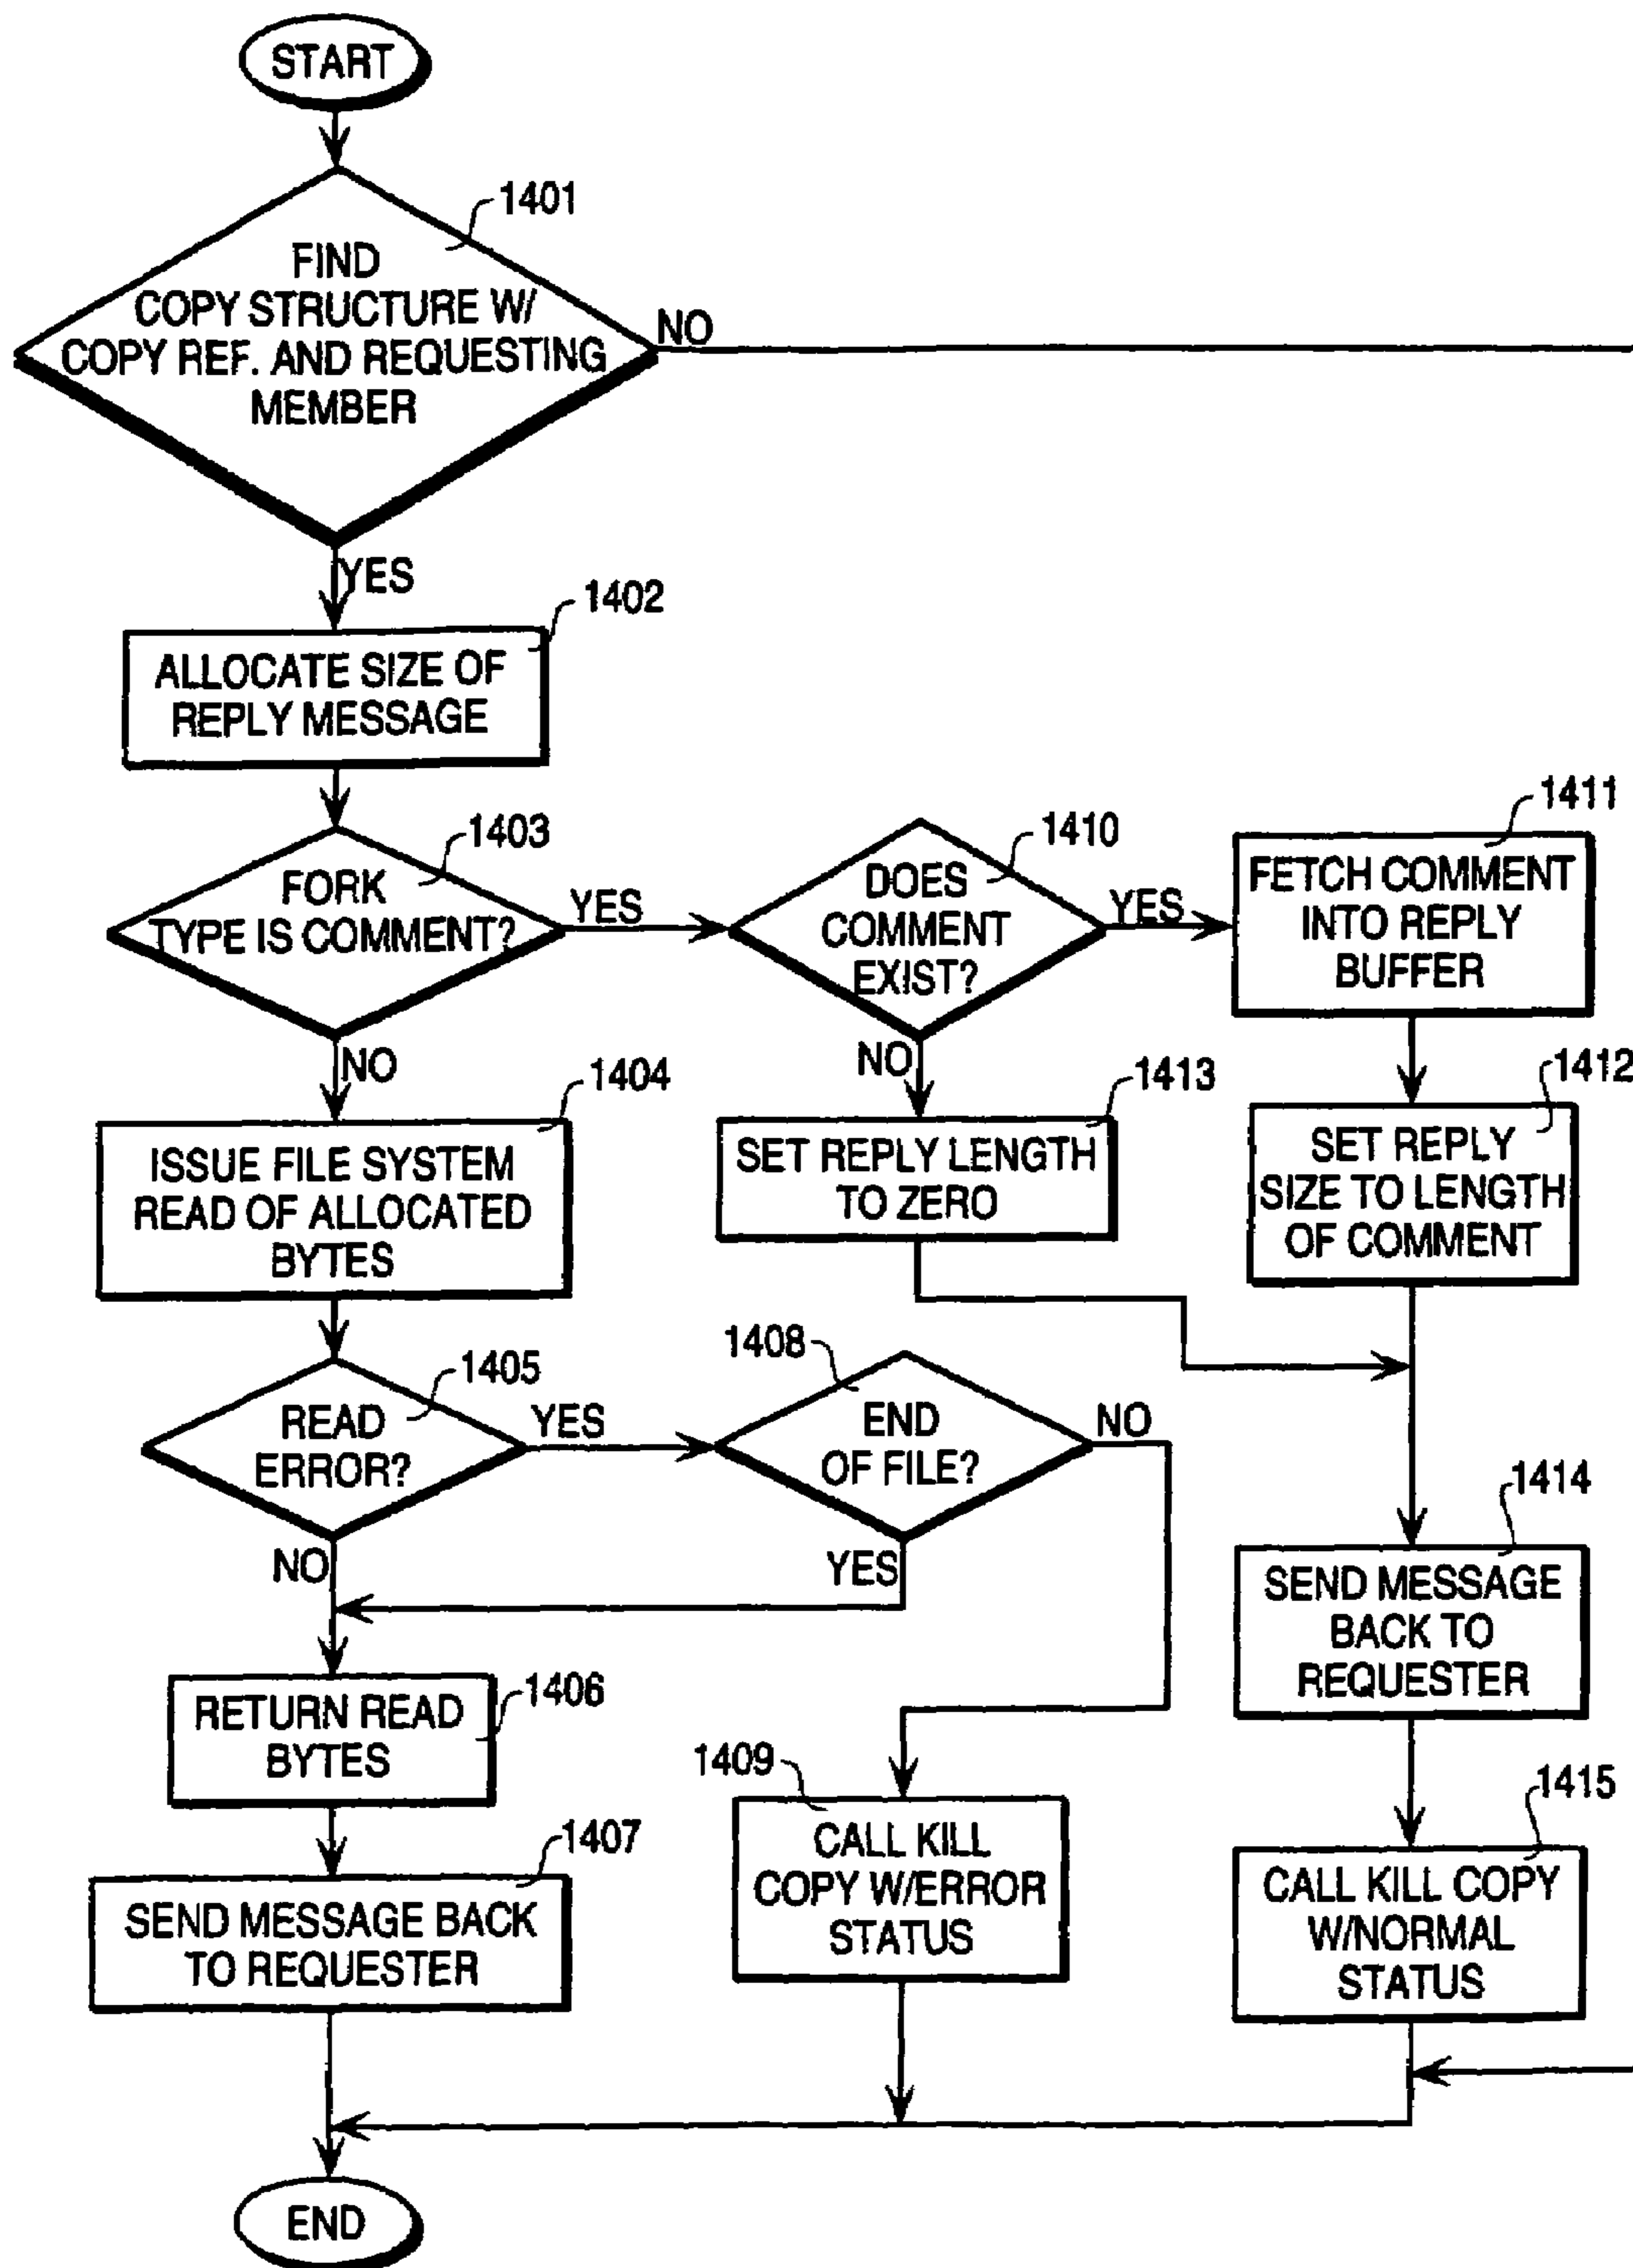 START
1401
FIND
COPY STRUCTURE W/
COPY REF. AND REQUESTING
MEMBER
NO
YES
1402
ALLOCATE SIZE OF
REPLY MESSAGE
1403
FORK
TYPE IS COMMENT?
YES
1410
DOES
COMMENT
EXIST?
YES
1411
FETCH COMMENT
INTO REPLY
BUFFER
NO
1404
ISSUE FILE SYSTEM
READ OF ALLOCATED
BYTES
NO
1413
SET REPLY LENGTH
TO ZERO
1412
SET REPLY
SIZE TO LENGTH
OF COMMENT
1405
READ
ERROR?
YES
1408
END
OF FILE?
NO
NO
YES
1414
SEND MESSAGE
BACK TO
REQUESTER
1406
RETURN READ
BYTES
1409
CALL KILL
COPY W/ERROR
STATUS
1415
CALL KILL COPY
W/NORMAL
STATUS
1407
SEND MESSAGE BACK
TO REQUESTER
END